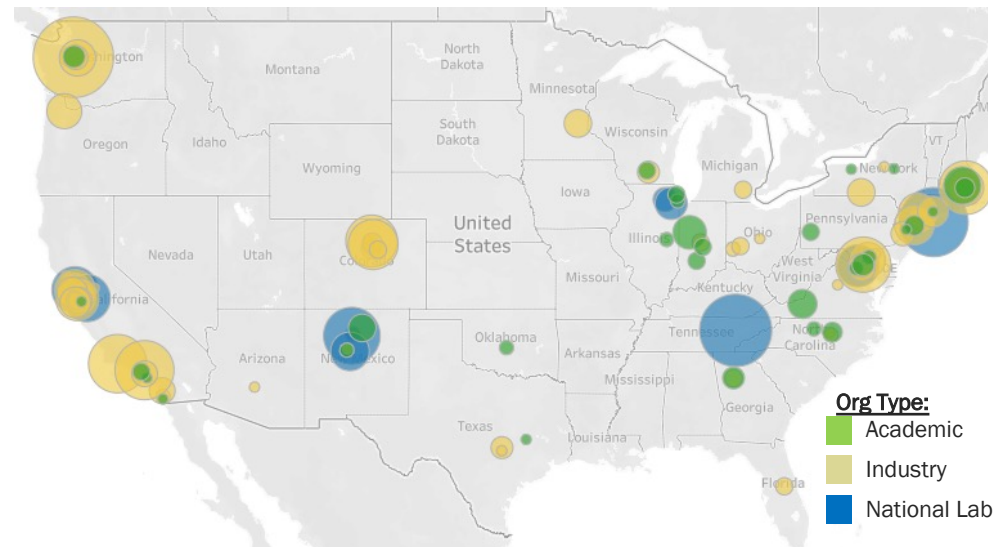 North
Dakota
Montana
Minnesota
VT
Oregon
Idaho
South
Dakota
Wisconsin
Wyoming
Michigan
Iowa
United
States
Pennsylvania
Nevada
Utah
Illinois
Ohio
West
Virginia
Missouri
Kentucky
Tennessee
North
Carolina
Oklahoma
Arizona
Arkansas
Mississippi
Georgia
Texas
Louisiana
Florida
Org Type:
Academic
Industry
National Lab